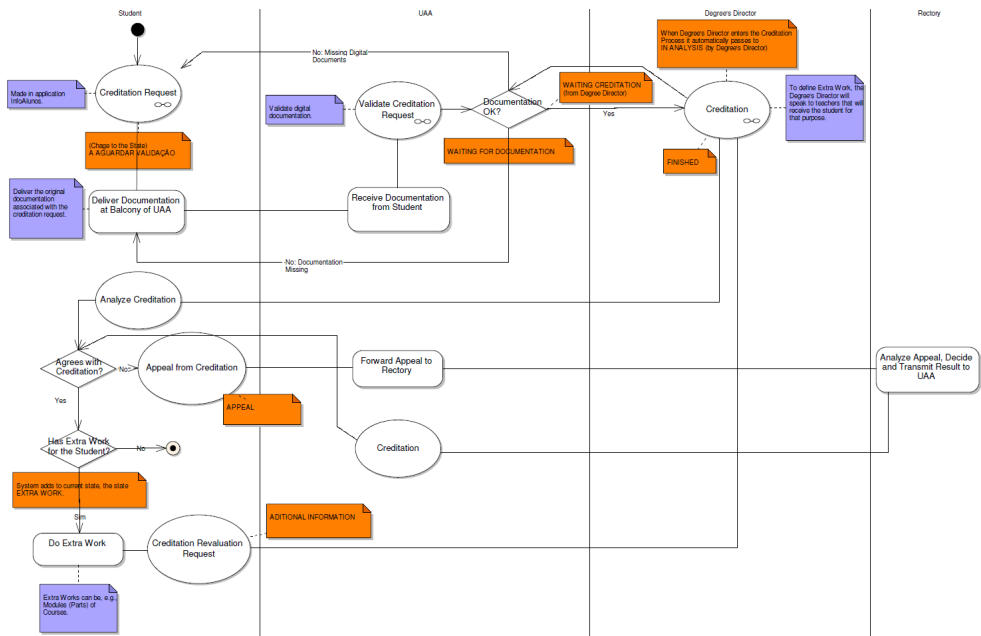 Student
UAA
Degree's Director
Rectory
When Degree's Director enters the Creditation
Process it automatically passes to
IN ANALYSIS (by Degree's Director)
No: Missing Digital
Documents
Made in application
InfoAlunos.
Creditation Request
Validate digital
documentation.
Validate Creditation
Request
Documentation
OK?
WAITING CREDITATION
(from Degree Director)
Yes
Creditation
To define Extra Work, the
Degree's Director will
speak to teachers that will
receive the student for
that purpose.
(Chage to the State)
A AGUARDAR VALIDAÇÃO
WAITING FOR DOCUMENTATION
FINISHED
Deliver the original
documentation
associated with the
creditation request.
Deliver Documentation
at Balcony of UAA
Receive Documentation
from Student
No: Documentation
Missing
Analyze Creditation
Agrees with
Creditation?
No
Appeal from Creditation
Forward Appeal to
Rectory
Analyze Appeal, Decide
and Transmit Result to
UAA
Yes
APPEAL
Has Extra Work
for the Student?
No
Creditation
System adds to current state, the state
EXTRA WORK.
Sim
ADITIONAL INFORMATION
Do Extra Work
Creditation Revaluation
Request
Extra Works can be, e.g.,
Modules (Parts) of
Courses.